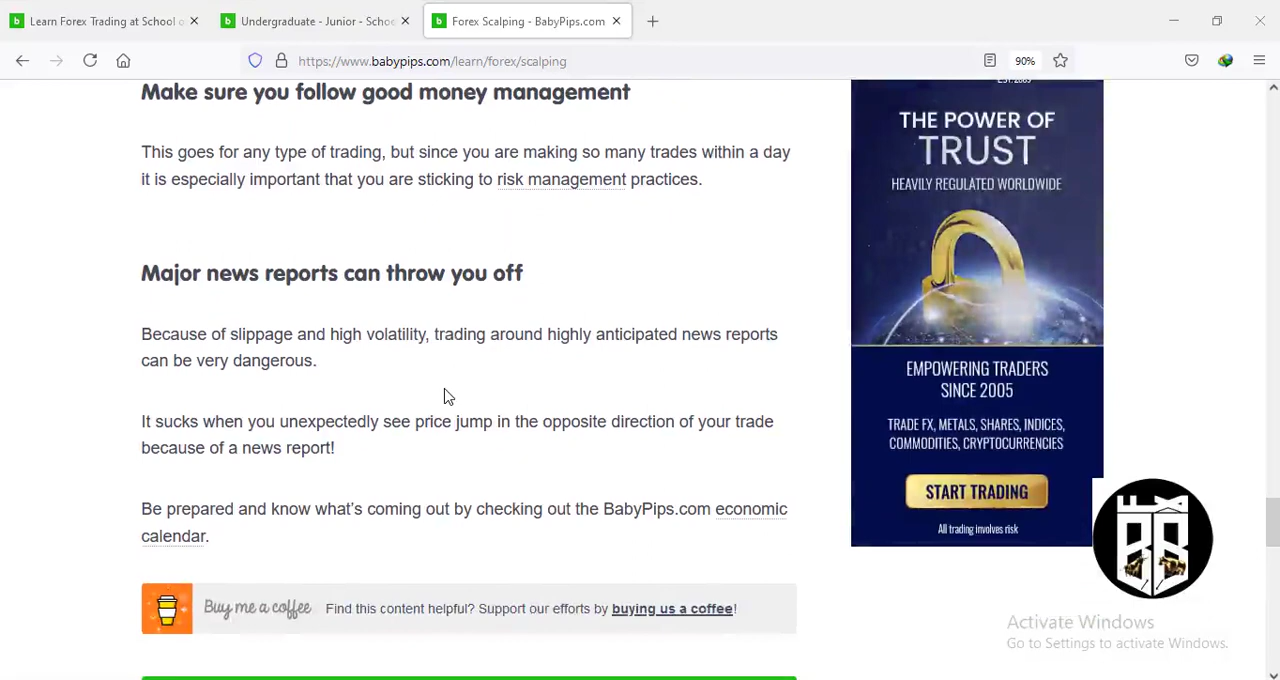 Learn Forex Trading at School o
Undergraduate - Junior - Schoo
Forex Scalping - BabyPips.com
https://www.babypips.com/learn/forex/scalping
90%
Make sure you follow good money management
This goes for any type of trading, but since you are making so many trades within a day
it is especially important that you are sticking to risk management practices.
Major news reports can throw you off
Because of slippage and high volatility, trading around highly anticipated news reports
can be very dangerous.
It sucks when you unexpectedly see price jump in the opposite direction of your trade
because of a news report!
Be prepared and know what's coming out by checking out the BabyPips.com economic
calendar.
Buy me a coffee Find this content helpful? Support our efforts by buying us a coffee!
THE POWER OF
TRUST
HEAVILY REGULATED WORLDWIDE
EMPOWERING TRADERS
SINCE 2005
TRADE FX, METALS, SHARES, INDICES,
COMMODITIES, CRYPTOCURRENCIES
START TRADING
All trading involves risk
BB
Activate Windows
Go to Settings to activate Windows.